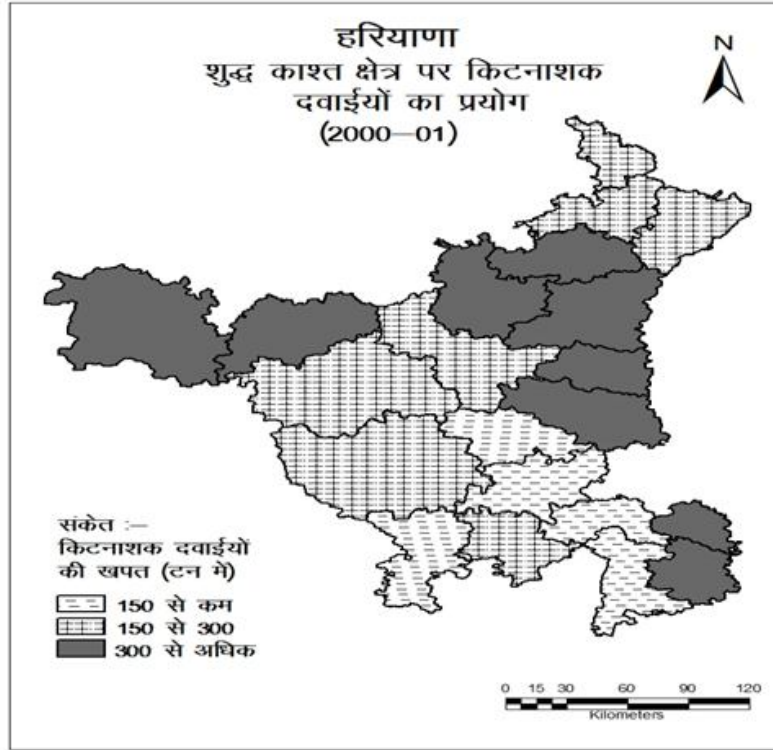 हरियाणा
शुद्ध काश्त क्षेत्र पर किटनाशक
दवाईयों का प्रयोग
(2000–01)
N
संकेत :–
किटनाशक दवाईयों
की खपत (टन में)
150 से कम
150 से 300
300 से अधिक
0 15 30 60 90 120
Kilometers